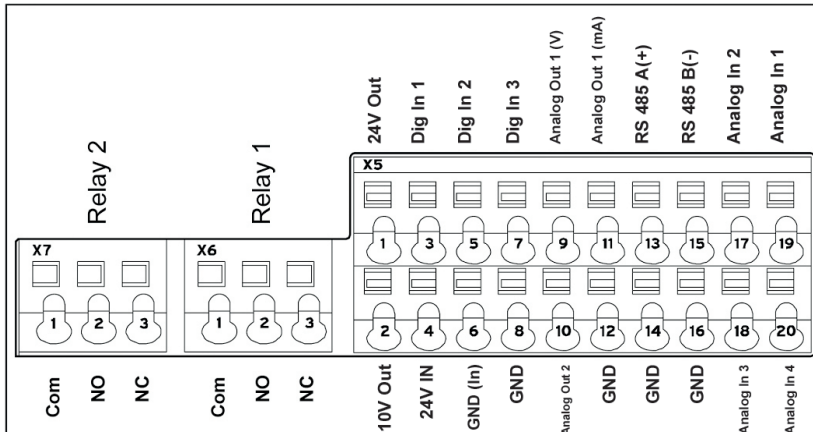 24V Out
Dig In 1
Dig In 2
Dig In 3
Analog Out 1 (V)
Analog Out 1 (mA)
RS 485 A(+)
RS 485 B(-)
Analog In 2
Analog In 1
Relay 2
Relay 1
X5
1 3 5 7 9 11 13 15 17 19
X7
X6
1 2 3
1 2 3
2 4 6 8 10 12 14 16 18 20
Com
NO
NC
Com
NO
NC
10V Out
24V IN
GND (In)
GND
Analog Out 2
GND
GND
GND
Analog In 3
Analog In 4